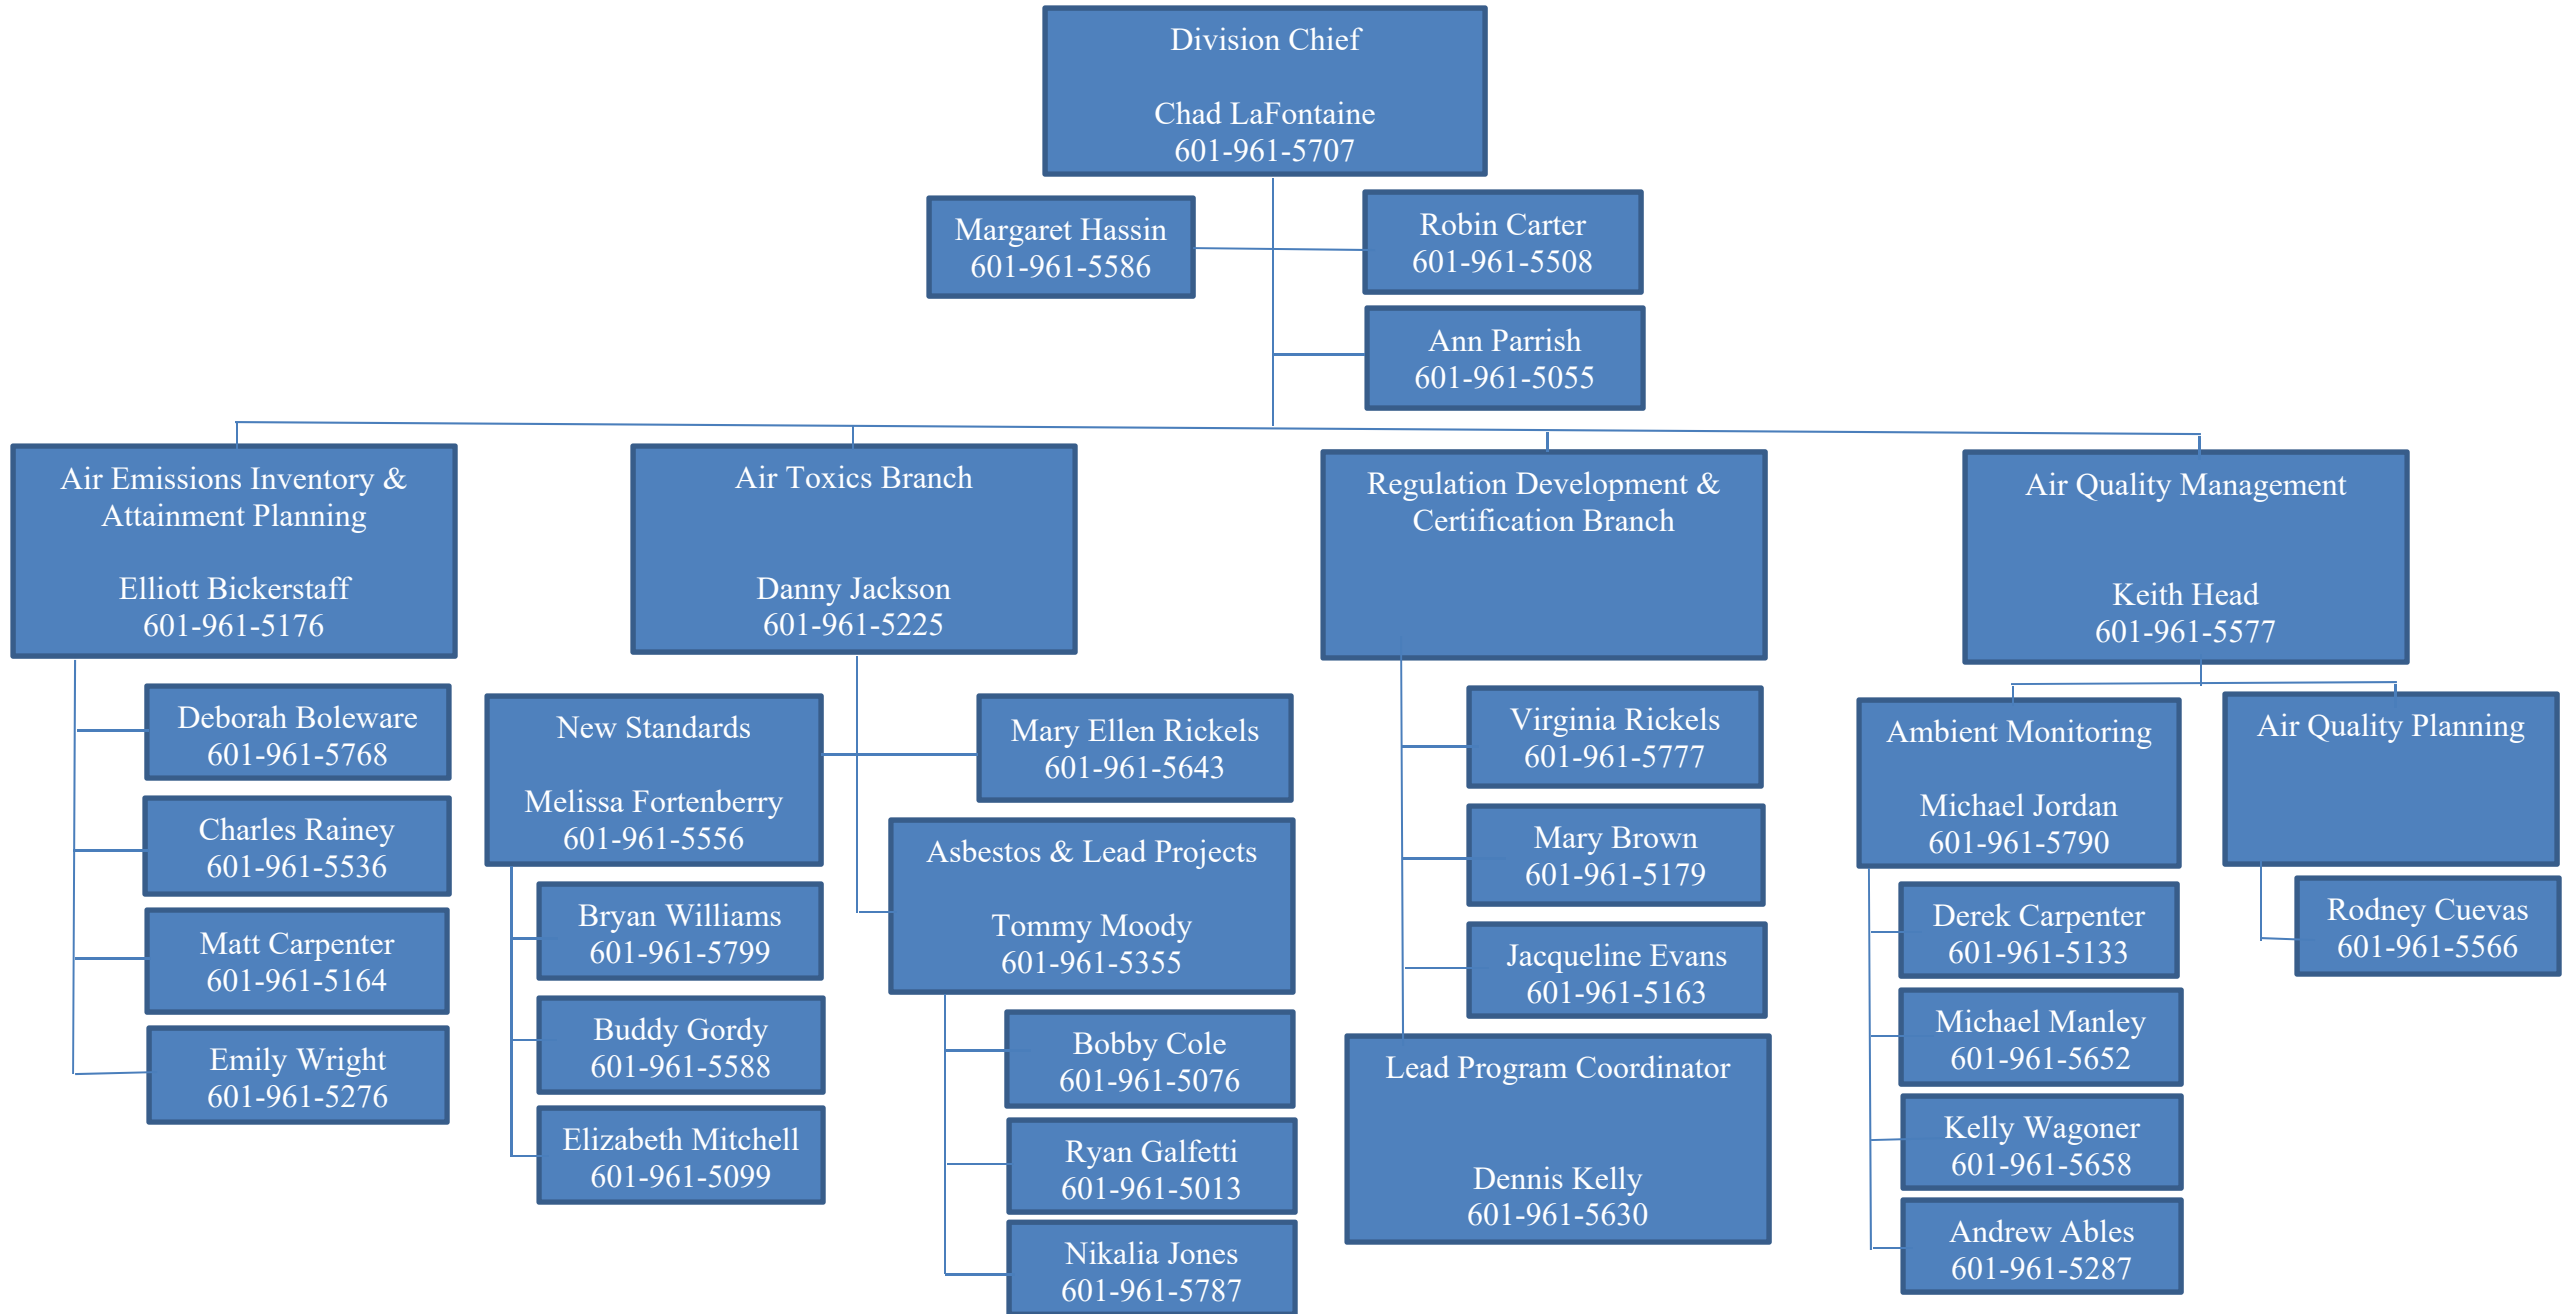 Division Chief
Chad LaFontaine
601-961-5707
Margaret Hassin
601-961-5586
Robin Carter
601-961-5508
Ann Parrish
601-961-5055
Air Emissions Inventory &
Attainment Planning
Elliott Bickerstaff
601-961-5176
Deborah Boleware
601-961-5768
Charles Rainey
601-961-5536
Matt Carpenter
601-961-5164
Emily Wright
601-961-5276
Air Toxics Branch
Danny Jackson
601-961-5225
New Standards
Melissa Fortenberry
601-961-5556
Bryan Williams
601-961-5799
Buddy Gordy
601-961-5588
Elizabeth Mitchell
601-961-5099
Mary Ellen Rickels
601-961-5643
Asbestos & Lead Projects
Tommy Moody
601-961-5355
Bobby Cole
601-961-5076
Ryan Galfetti
601-961-5013
Nikalia Jones
601-961-5787
Regulation Development &
Certification Branch
Virginia Rickels
601-961-5777
Mary Brown
601-961-5179
Jacqueline Evans
601-961-5163
Lead Program Coordinator
Dennis Kelly
601-961-5630
Air Quality Management
Keith Head
601-961-5577
Ambient Monitoring
Michael Jordan
601-961-5790
Derek Carpenter
601-961-5133
Michael Manley
601-961-5652
Kelly Wagoner
601-961-5658
Andrew Ables
601-961-5287
Air Quality Planning
Rodney Cuevas
601-961-5566